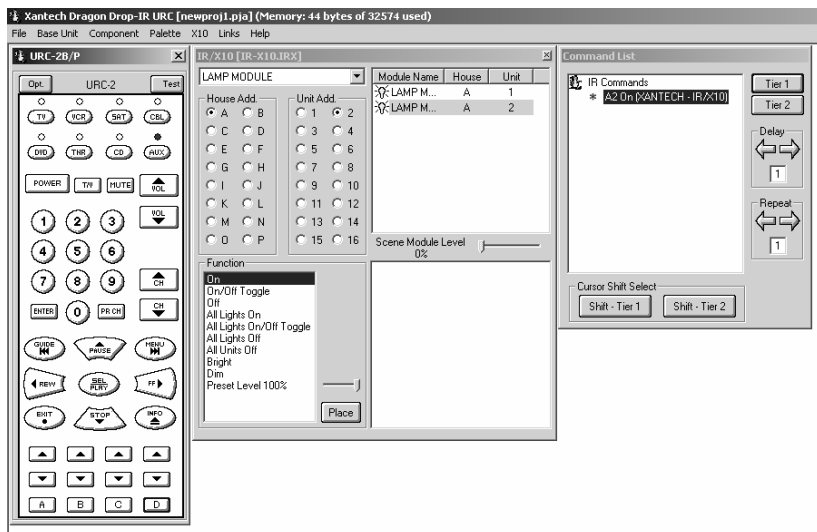 Xantech Dragon Drop-IR URC [newproj1.pja] (Memory: 44 bytes of 32574 used)
File Base Unit Component Palette X10 Links Help
URC-2B/P
Opt. URC-2 Test
TV VCR SAT CBL
DVD THR CD AUX
POWER T/V MUTE VOL
1 2 3 VOL
4 5 6
7 8 9 CH
ENTER 0 PR CH CH
GUIDE PAUSE MENU
REW SEL PLAY FF
EXIT STOP INFO
A B C D
IR/X10 [IR-X10.IRX]
LAMP MODULE
House Add. Unit Add.
A B 1 2
C D 3 4
E F 5 6
G H 7 8
I J 9 10
K L 11 12
M N 13 14
O P 15 16
Function
On
On/Off Toggle
Off
All Lights On
All Lights On/Off Toggle
All Lights Off
All Units Off
Bright
Dim
Preset Level 100%
Place
Module Name House Unit
LAMP M... A 1
LAMP M... A 2
Scene Module Level
0%
Command List
IR Commands
* A2 On (XANTECH - IR/X10)
Tier 1
Tier 2
Delay
1
Repeat
1
Cursor Shift Select
Shift - Tier 1 Shift - Tier 2